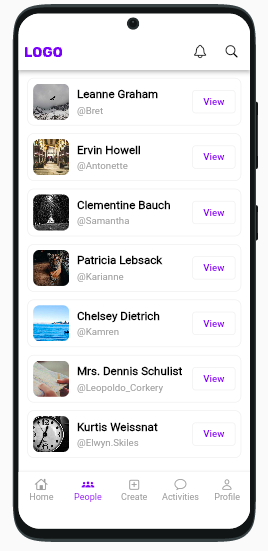 LOGO
Leanne Graham
@Bret
View
Ervin Howell
@Antonette
View
Clementine Bauch
@Samantha
View
Patricia Lebsack
@Karianne
View
Chelsey Dietrich
@Kamren
View
Mrs. Dennis Schulist
@Leopoldo_Corkery
View
Kurtis Weissnat
@Elwyn.Skiles
View
Home People Create Activities Profile